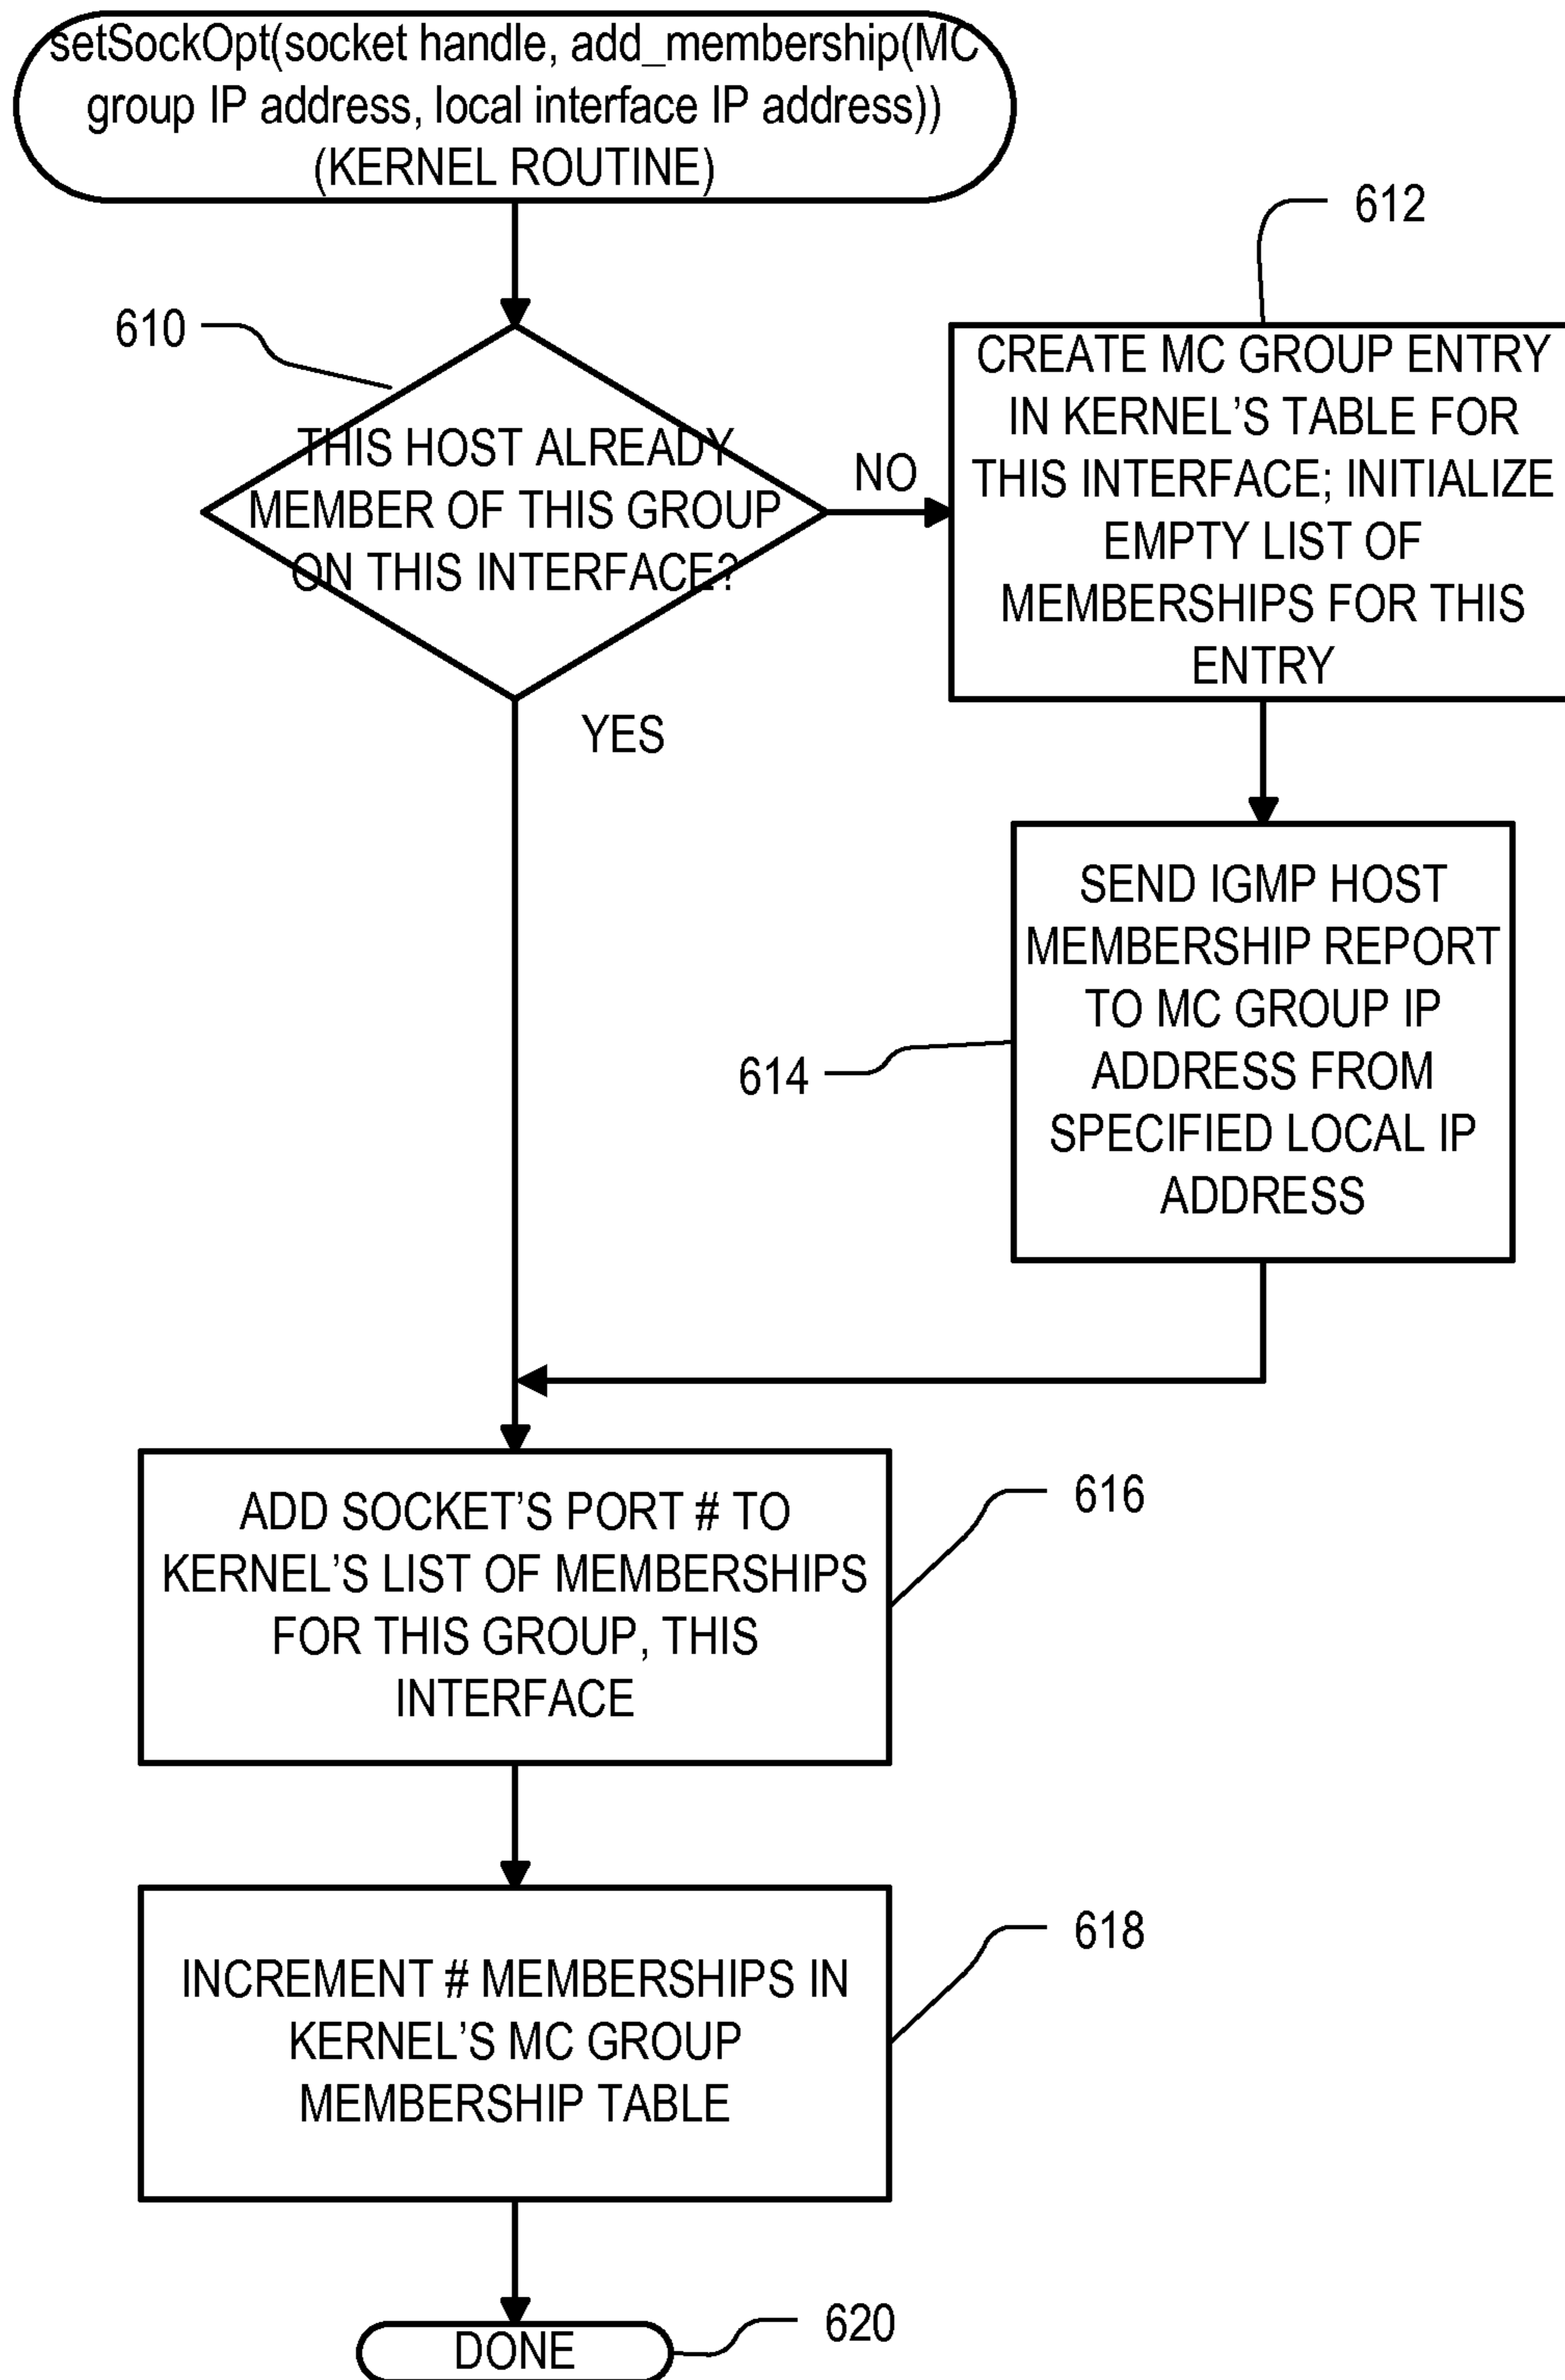 setSockOpt(socket handle, add_membership(MC
group IP address, local interface IP address))
(KERNEL ROUTINE)
612
610
THIS HOST ALREADY
MEMBER OF THIS GROUP
ON THIS INTERFACE?
NO
YES
CREATE MC GROUP ENTRY
IN KERNEL'S TABLE FOR
THIS INTERFACE; INITIALIZE
EMPTY LIST OF
MEMBERSHIPS FOR THIS
ENTRY
SEND IGMP HOST
MEMBERSHIP REPORT
TO MC GROUP IP
ADDRESS FROM
SPECIFIED LOCAL IP
ADDRESS
614
ADD SOCKET'S PORT # TO
KERNEL'S LIST OF MEMBERSHIPS
FOR THIS GROUP, THIS
INTERFACE
616
INCREMENT # MEMBERSHIPS IN
KERNEL'S MC GROUP
MEMBERSHIP TABLE
618
DONE
620